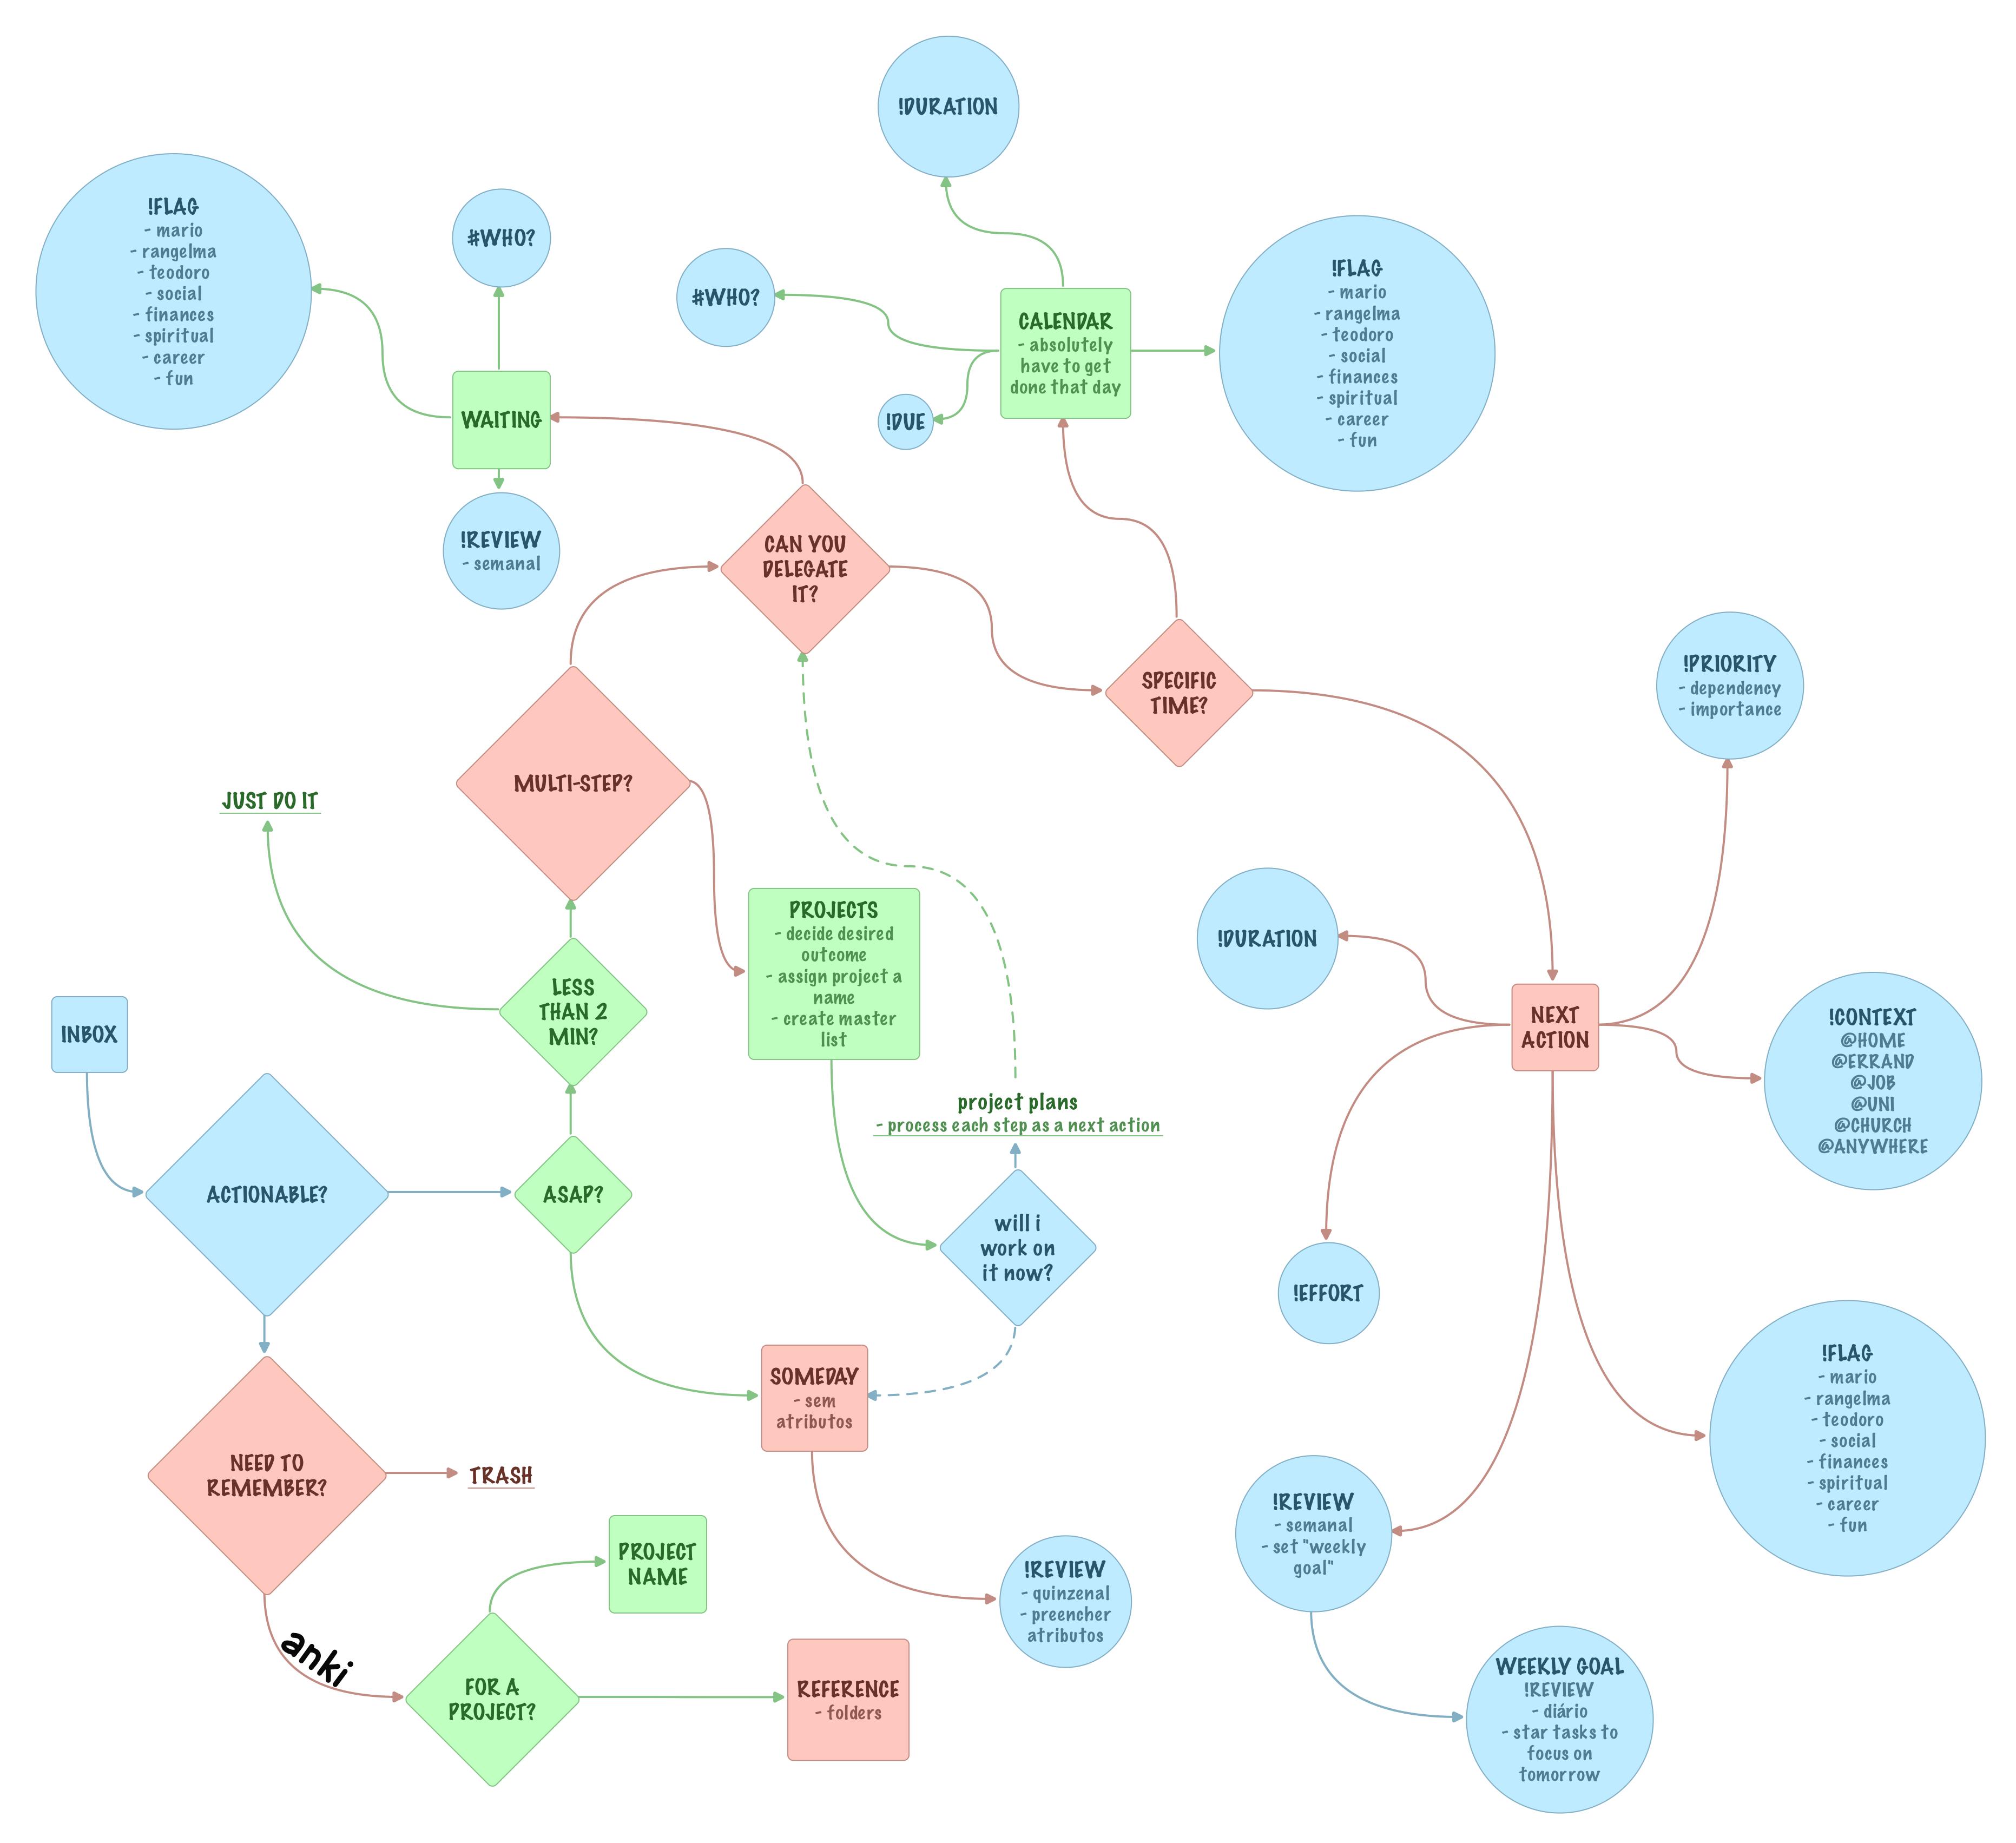 !DURATION
!FLAG
- mario
- rangelma
- teodoro
- social
- finances
- spiritual
- career
- fun
#WHO?
#WHO?
CALENDAR
- absolutely
have to get
done that day
!FLAG
- mario
- rangelma
- teodoro
- social
- finances
- spiritual
- career
- fun
WAITING
!DUE
!REVIEW
- semanal
CAN YOU
DELEGATE
IT?
SPECIFIC
TIME?
!PRIORITY
- dependency
- importance
MULTI-STEP?
JUST DO IT
PROJECTS
- decide desired
outcome
- assign project a
name
- create master
list
!DURATION
LESS
THAN 2
MIN?
INBOX
NEXT
ACTION
!CONTEXT
@HOME
@ERRAND
@JOB
@UNI
@CHURCH
@ANYWHERE
project plans
- process each step as a next action
ACTIONABLE?
ASAP?
will i
work on
it now?
!EFFORT
SOMEDAY
- sem
atributos
!FLAG
- mario
- rangelma
- teodoro
- social
- finances
- spiritual
- career
- fun
NEED TO
REMEMBER?
TRASH
!REVIEW
- semanal
- set "weekly
goal"
PROJECT
NAME
!REVIEW
- quinzenal
- preencher
atributos
anki
FOR A
PROJECT?
REFERENCE
- folders
WEEKLY GOAL
!REVIEW
- diário
- star tasks to
focus on
tomorrow